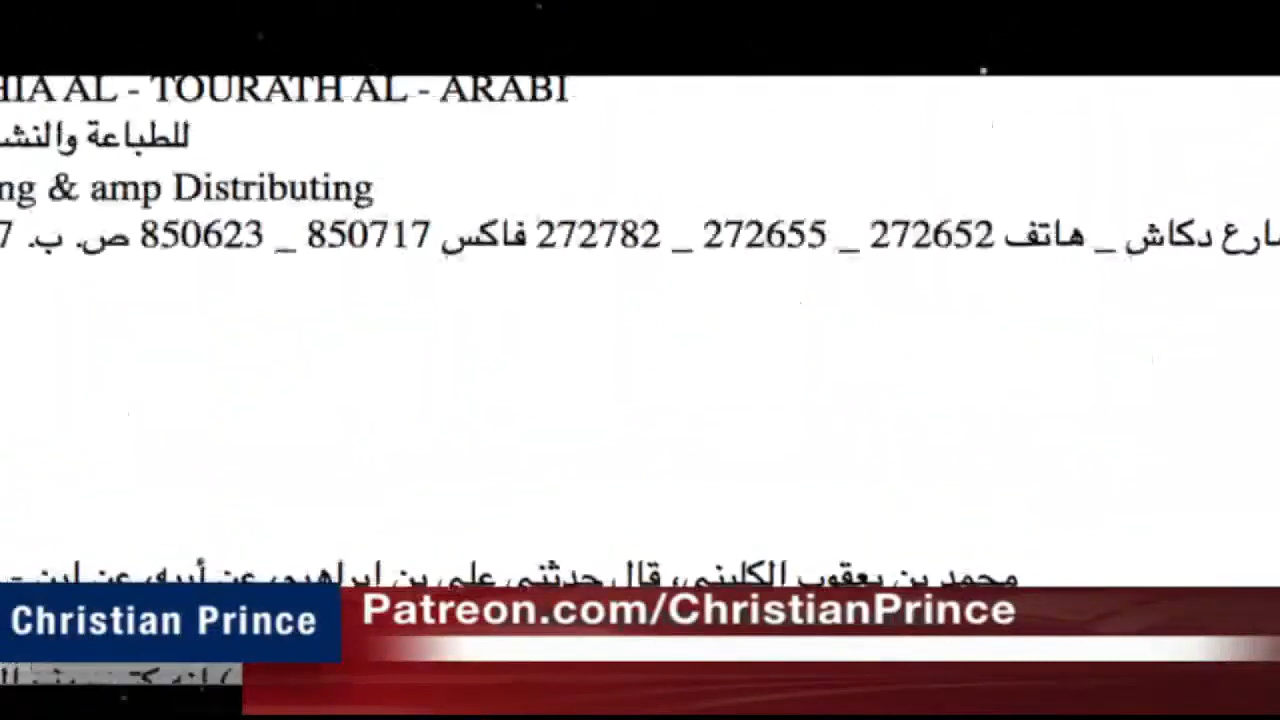 HIA AL - TOURATH AL - ARABI
للطباعة والنش
ng & amp Distributing
ارع دكاش _ هاتف 272652 _ 272655 _ 272782 فاكس 850717 _ 850623 ص. ب. 7
محمد بن يعقوب الكليني، قال حدثني علي بن إبراهيم، عن أبيه، عن ابن -
Christian Prince
Patreon.com/ChristianPrince